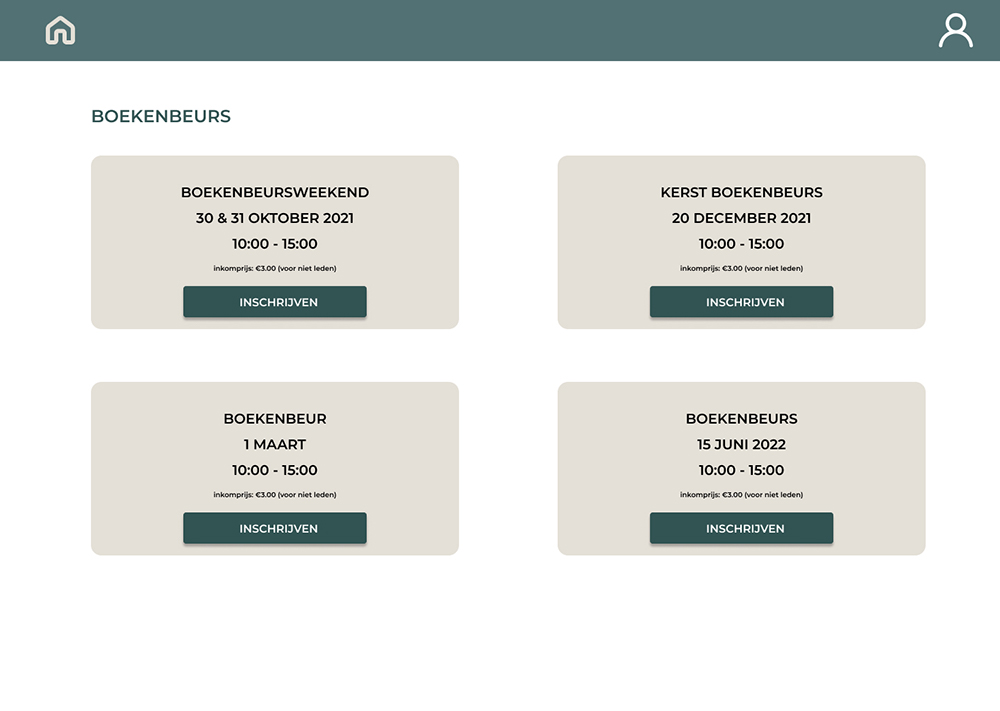 BOEKENBEURS
BOEKENBEURSWEEKEND
30 & 31 OKTOBER 2021
10:00 - 15:00
inkomprijs: €3.00 (voor niet leden)
INSCHRIJVEN
KERST BOEKENBEURS
20 DECEMBER 2021
10:00 - 15:00
inkomprijs: €3.00 (voor niet leden)
INSCHRIJVEN
BOEKENBEUR
1 MAART
10:00 - 15:00
inkomprijs: €3.00 (voor niet leden)
INSCHRIJVEN
BOEKENBEURS
15 JUNI 2022
10:00 - 15:00
inkomprijs: €3.00 (voor niet leden)
INSCHRIJVEN